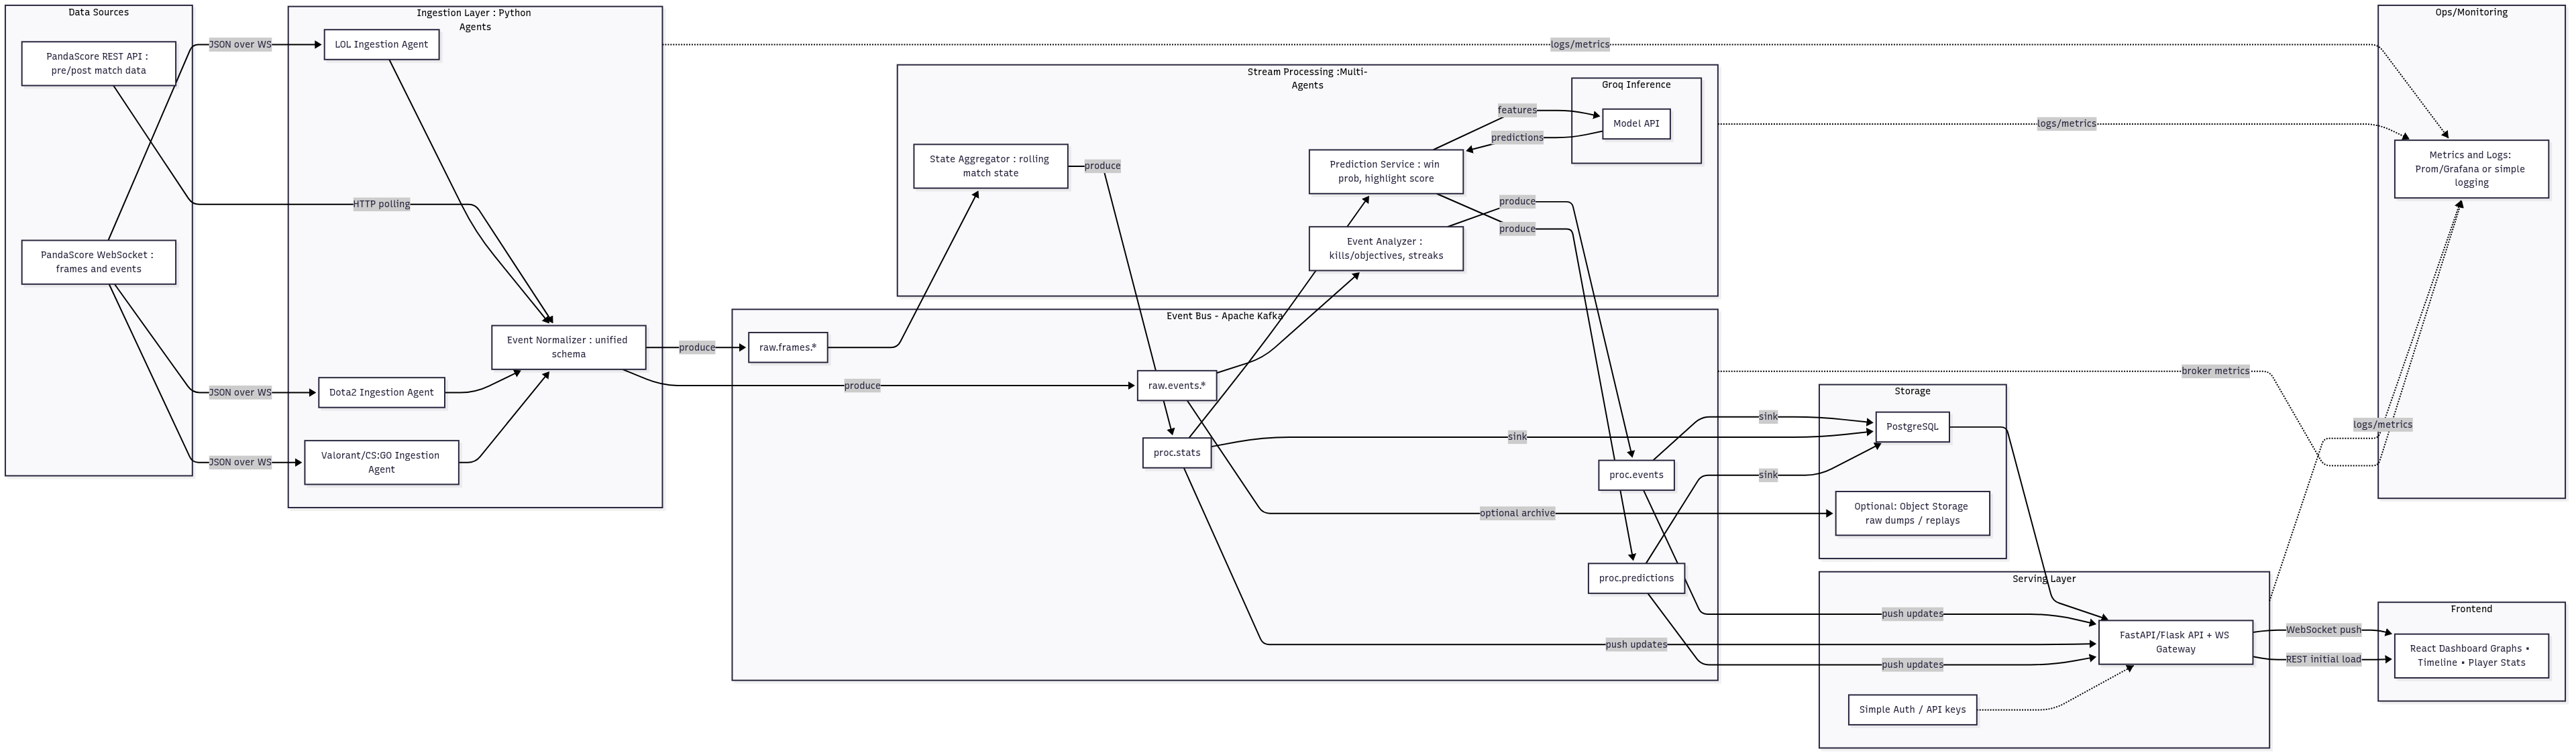 Data Sources
PandaScore REST API :
pre/post match data
PandaScore WebSocket :
frames and events
JSON over WS
HTTP polling
JSON over WS
JSON over WS
Ingestion Layer : Python
Agents
LOL Ingestion Agent
Event Normalizer : unified
schema
Dota2 Ingestion Agent
Valorant/CS:GO Ingestion
Agent
produce
produce
logs/metrics
Stream Processing :Multi-
Agents
State Aggregator : rolling
match state
produce
Groq Inference
Model API
features
predictions
Prediction Service : win
prob, highlight score
Event Analyzer :
kills/objectives, streaks
produce
produce
logs/metrics
Event Bus - Apache Kafka
raw.frames.*
raw.events.*
proc.stats
proc.events
proc.predictions
sink
sink
sink
optional archive
push updates
push updates
push updates
broker metrics
logs/metrics
Storage
PostgreSQL
Optional: Object Storage
raw dumps / replays
Serving Layer
FastAPI/Flask API + WS
Gateway
Simple Auth / API keys
WebSocket push
REST initial load
Ops/Monitoring
Metrics and Logs:
Prom/Grafana or simple
logging
Frontend
React Dashboard Graphs •
Timeline • Player Stats